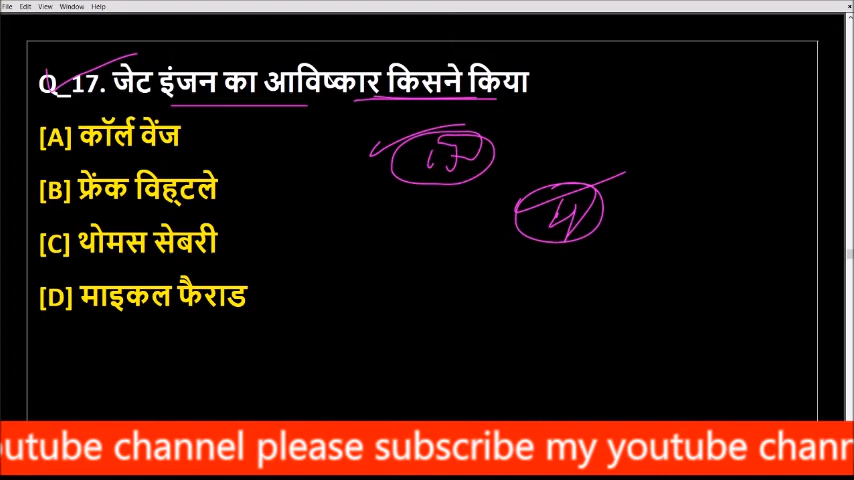 File Edit View Window Help
Q_17. जेट इंजन का आविष्कार किसने किया
[A] कॉर्ल वेंज
[B] फ्रेंक विह्टले
[C] थोमस सेबरी
[D] माइकल फैराड
outube channel please subscribe my youtube chann